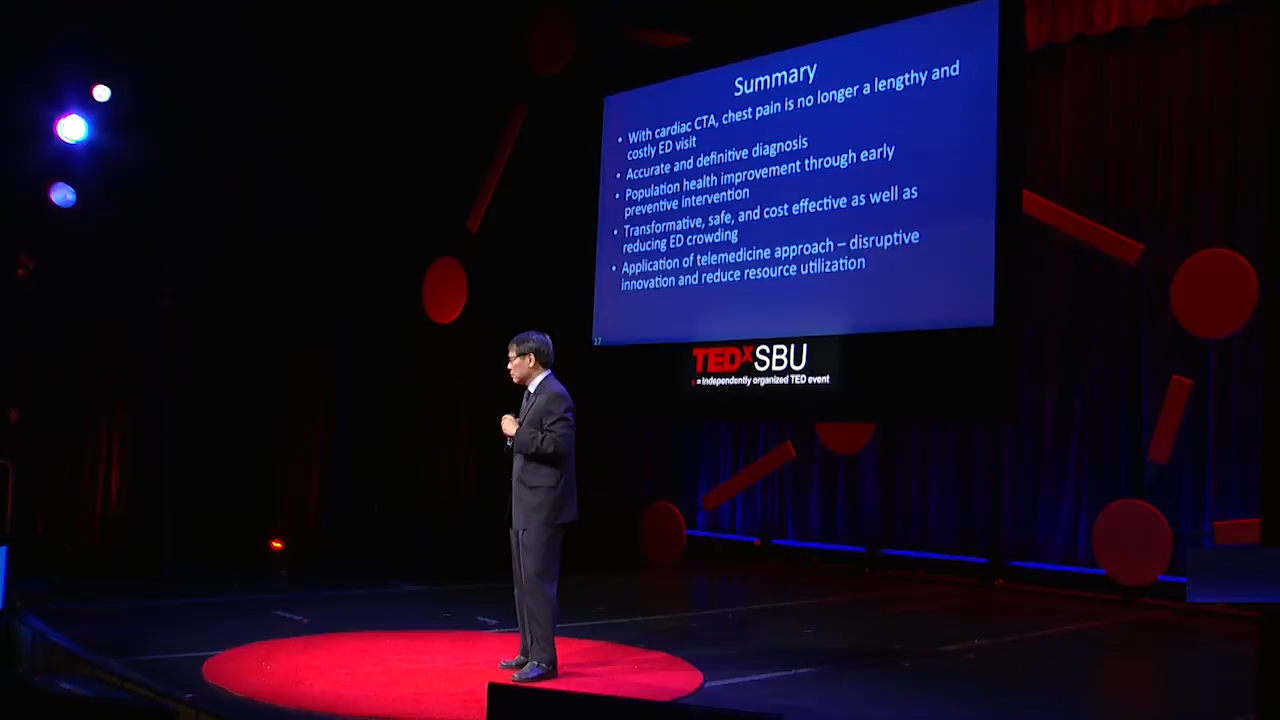 Summary
• With cardiac CTA, chest pain is no longer a lengthy and
costly ED visit
• Accurate and definitive diagnosis
• Population health improvement through early
preventive intervention
• Transformative, safe, and cost effective as well as
reducing ED crowding
• Application of telemedicine approach – disruptive
innovation and reduce resource utilization
17
TEDxSBU
x = independently organized TED event